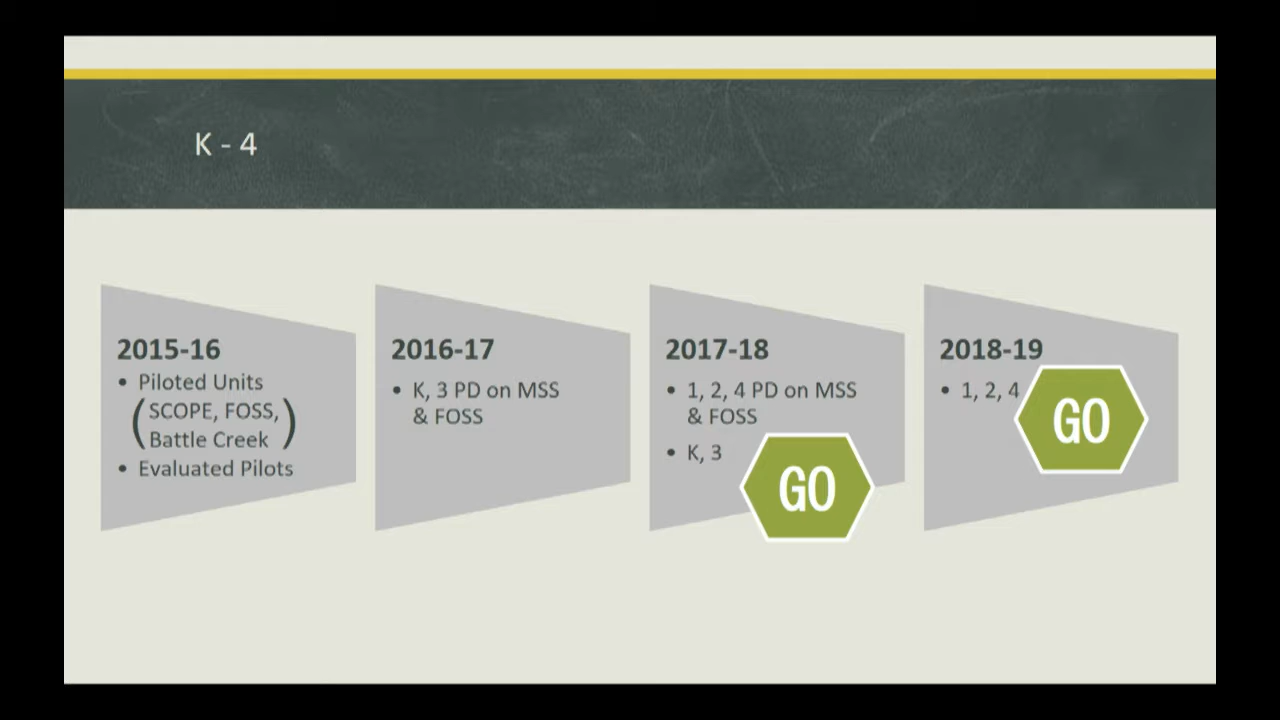 K - 4
2015-16
• Piloted Units
(SCOPE, FOSS,
Battle Creek)
• Evaluated Pilots
2016-17
• K, 3 PD on MSS
& FOSS
2017-18
• 1, 2, 4 PD on MSS
& FOSS
• K, 3
GO
2018-19
• 1, 2, 4
GO